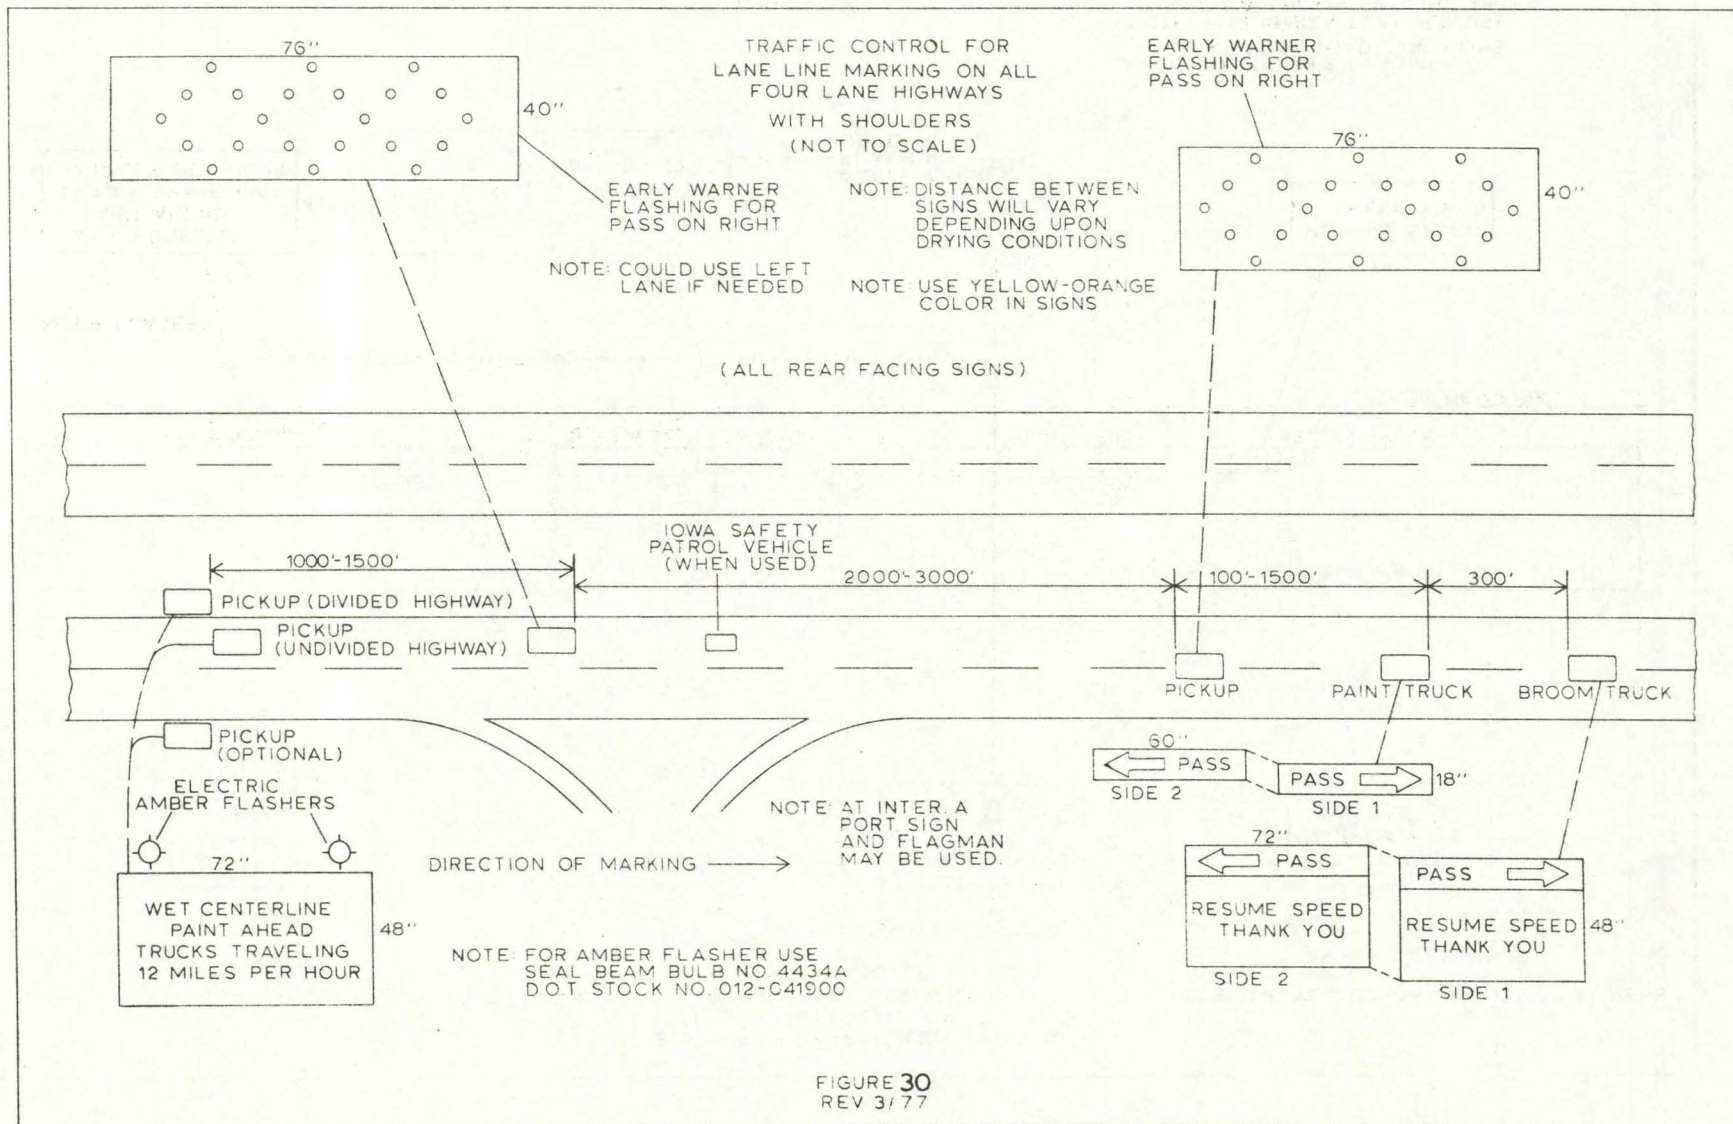 76''
40''
TRAFFIC CONTROL FOR
LANE LINE MARKING ON ALL
FOUR LANE HIGHWAYS
WITH SHOULDERS
(NOT TO SCALE)
EARLY WARNER
FLASHING FOR
PASS ON RIGHT
76''
40''
EARLY WARNER
FLASHING FOR
PASS ON RIGHT
NOTE: COULD USE LEFT
LANE IF NEEDED
NOTE: DISTANCE BETWEEN
SIGNS WILL VARY
DEPENDING UPON
DRYING CONDITIONS
NOTE: USE YELLOW-ORANGE
COLOR IN SIGNS
(ALL REAR FACING SIGNS)
1000'-1500'
IOWA SAFETY
PATROL VEHICLE
(WHEN USED)
2000'-3000'
100'-1500'
300'
PICKUP (DIVIDED HIGHWAY)
PICKUP
(UNDIVIDED HIGHWAY)
PICKUP
PAINT TRUCK
BROOM TRUCK
PICKUP
(OPTIONAL)
ELECTRIC
AMBER FLASHERS
72''
48''
WET CENTERLINE
PAINT AHEAD
TRUCKS TRAVELING
12 MILES PER HOUR
DIRECTION OF MARKING
NOTE: AT INTER. A
PORT. SIGN
AND FLAGMAN
MAY BE USED.
NOTE: FOR AMBER FLASHER USE
SEAL BEAM BULB NO. 4434A
D.O.T. STOCK NO. 012-041900
60''
PASS
SIDE 2
PASS
18''
SIDE 1
72''
PASS
RESUME SPEED
THANK YOU
SIDE 2
PASS
RESUME SPEED
THANK YOU
48''
SIDE 1
FIGURE 30
REV 3/77